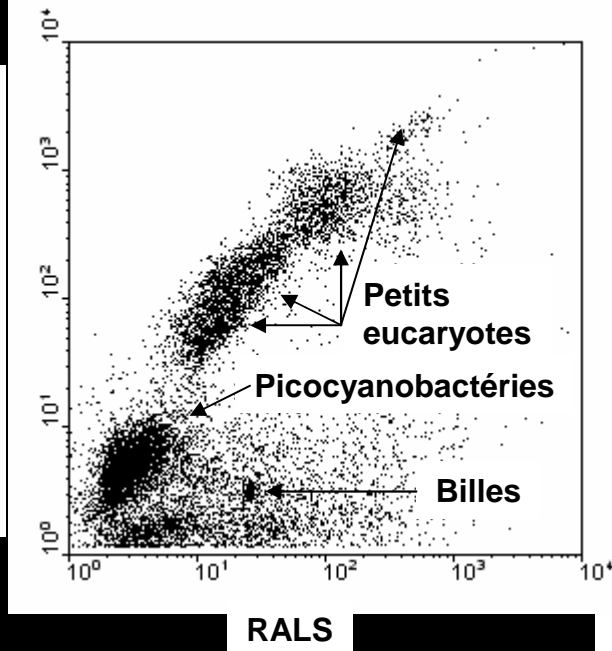 10⁴
10³
10²
10¹
10⁰
Petits
eucaryotes
Picocyanobactéries
Billes
10⁰ 10¹ 10² 10³ 10⁴
RALS